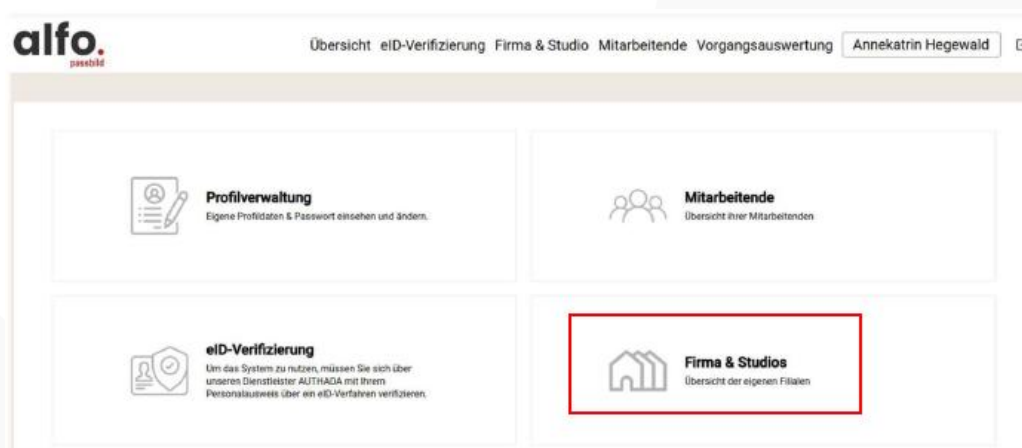 alfo.
passbild
Übersicht eID-Verifizierung Firma & Studio Mitarbeitende Vorgangsauswertung Annekatrin Hegewald
Profilverwaltung
Eigene Profildaten & Passwort einsehen und ändern.
Mitarbeitende
Übersicht ihrer Mitarbeitenden
eID-Verifizierung
Um das System zu nutzen, müssen Sie sich über
unseren Dienstleister AUTHADA mit Ihrem
Personalausweis über ein eID-Verfahren verifizieren.
Firma & Studios
Übersicht der eigenen Filialen